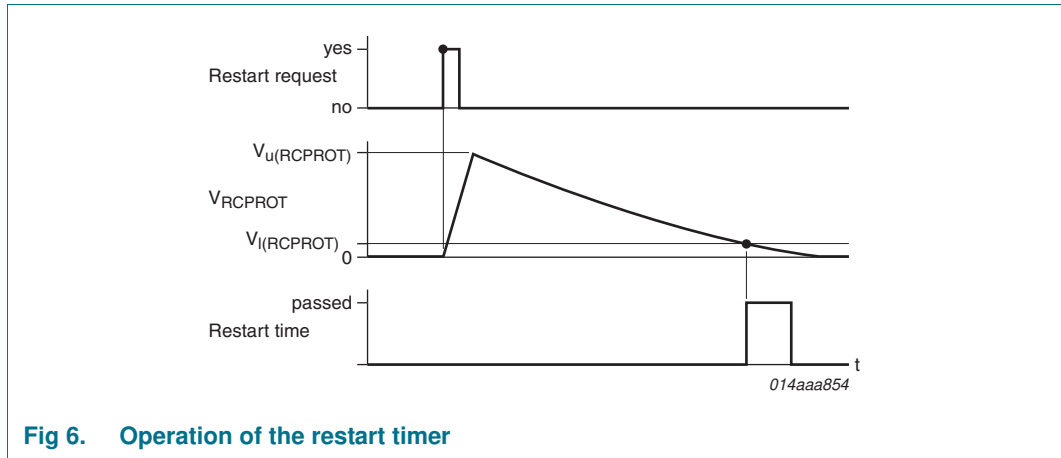 yes
Restart request
no
Vu(RCPROT)
VRCPROT
Vl(RCPROT)
0
passed
Restart time
t
014aaa854
Fig 6. Operation of the restart timer